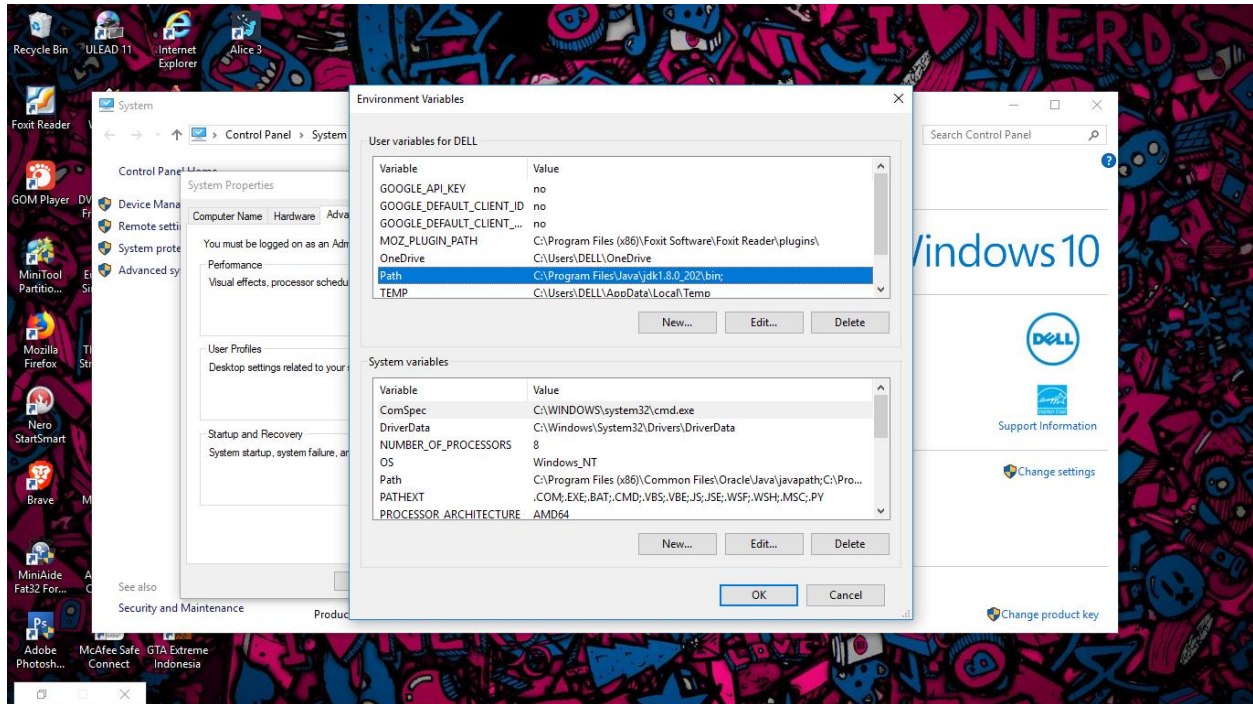 I NERDS
Recycle Bin
ULEAD 11
Internet
Explorer
Alice 3
Foxit Reader
GOM Player
MiniTool
Partitio...
Mozilla
Firefox
Nero
StartSmart
Brave
MiniAide
Fat32 For...
Adobe
Photosh...
McAfee Safe
Connect
GTA Extreme
Indonesia
System
Control Panel > System
Search Control Panel
Control Panel Home
Device Mana
Remote setti
System prote
Advanced sy
See also
Security and Maintenance
Windows 10
DELL
Support Information
Change settings
Produc
Change product key
System Properties
Computer Name
Hardware
Adva
You must be logged on as an Adm
Performance
Visual effects, processor schedu
User Profiles
Desktop settings related to your
Startup and Recovery
System startup, system failure, ar
Environment Variables
User variables for DELL
Variable Value
GOOGLE_API_KEY no
GOOGLE_DEFAULT_CLIENT_ID no
GOOGLE_DEFAULT_CLIENT_... no
MOZ_PLUGIN_PATH C:\Program Files (x86)\Foxit Software\Foxit Reader\plugins\
OneDrive C:\Users\DELL\OneDrive
Path C:\Program Files\Java\jdk1.8.0_202\bin;
TEMP C:\Users\DELL\AppData\Local\Temp
New... Edit... Delete
System variables
Variable Value
ComSpec C:\WINDOWS\system32\cmd.exe
DriverData C:\Windows\System32\Drivers\DriverData
NUMBER_OF_PROCESSORS 8
OS Windows_NT
Path C:\Program Files (x86)\Common Files\Oracle\Java\javapath;C:\Pro...
PATHEXT .COM;.EXE;.BAT;.CMD;.VBS;.VBE;.JS;.JSE;.WSF;.WSH;.MSC;.PY
PROCESSOR_ARCHITECTURE AMD64
New... Edit... Delete
OK Cancel
LOVE